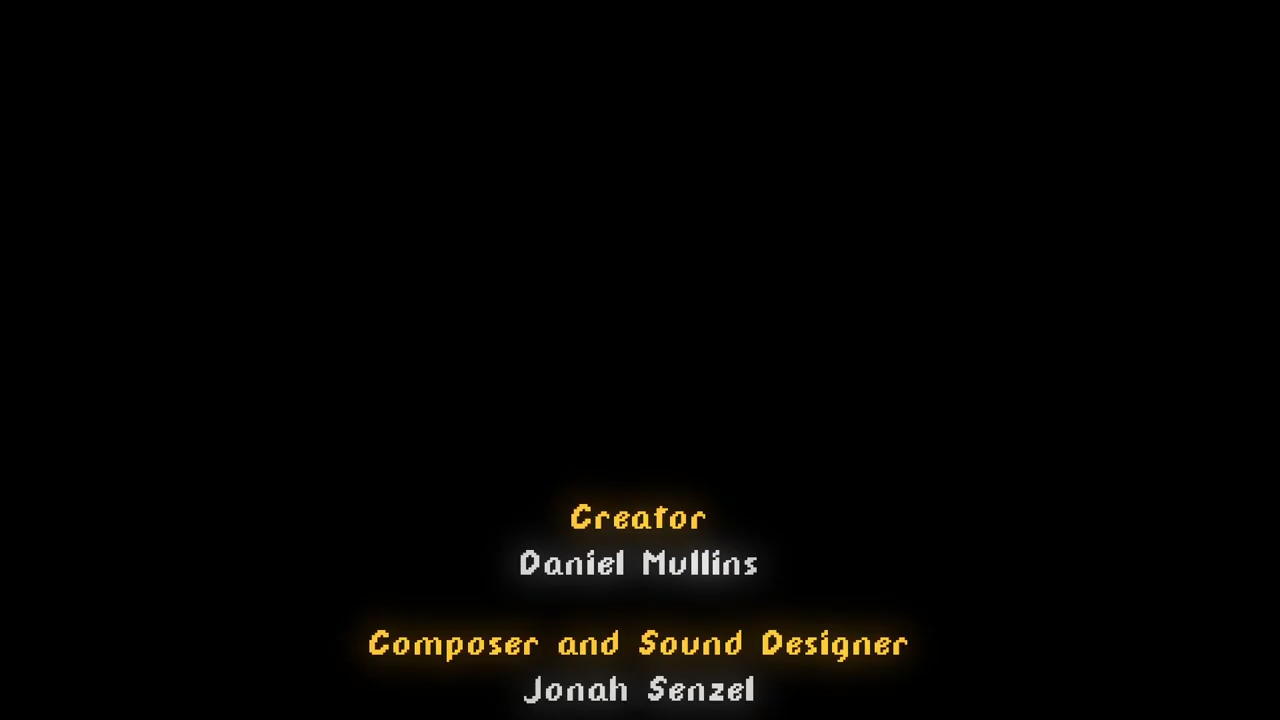 Creator
Daniel Mullins
Composer and Sound Designer
Jonah Senzel